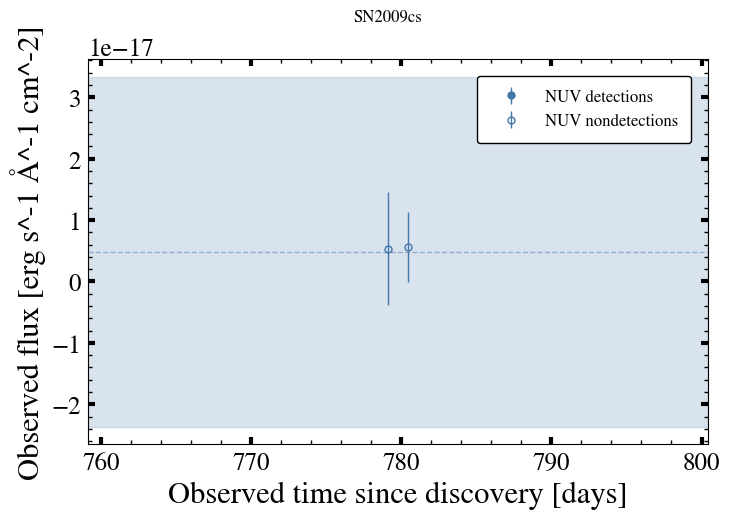 SN2009cs
1e−17
Observed flux [erg s^-1 Å^-1 cm^-2]
3
2
1
0
−1
−2
NUV detections
NUV nondetections
760
770
780
790
800
Observed time since discovery [days]